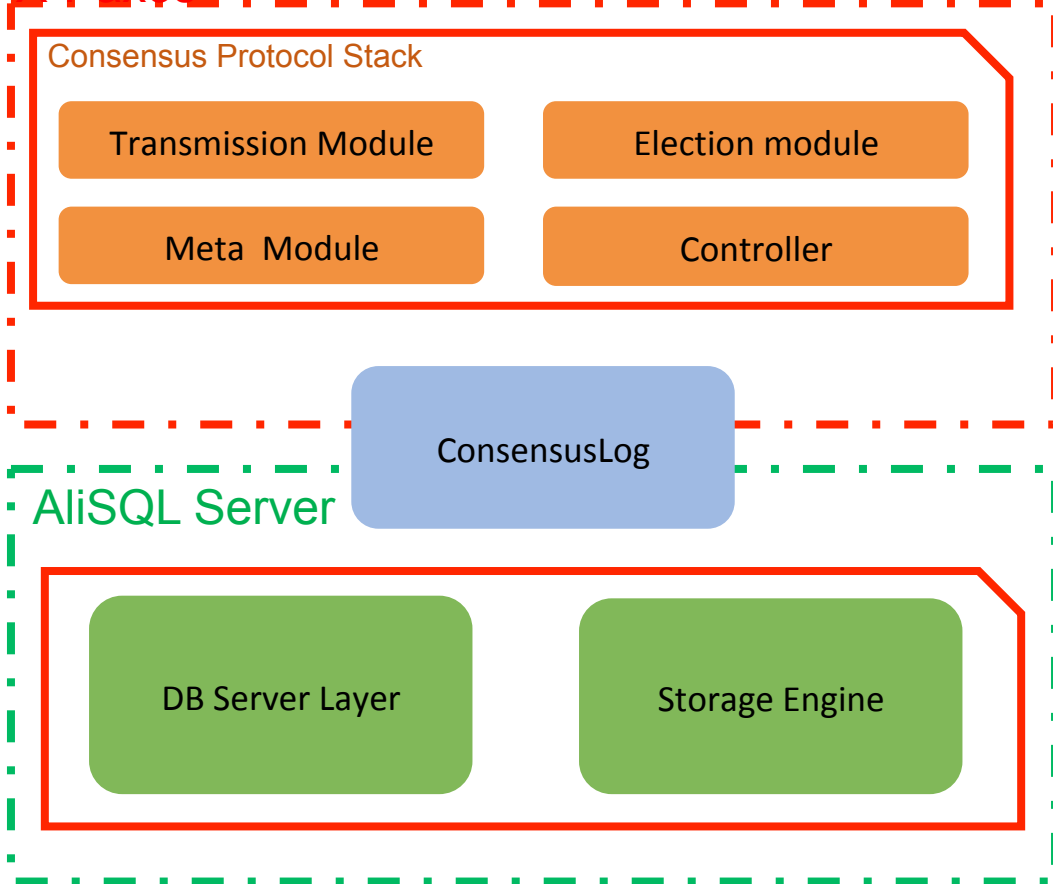 Consensus Protocol Stack
Transmission Module
Election module
Meta  Module
Controller
ConsensusLog
AliSQL Server
DB Server Layer
Storage Engine